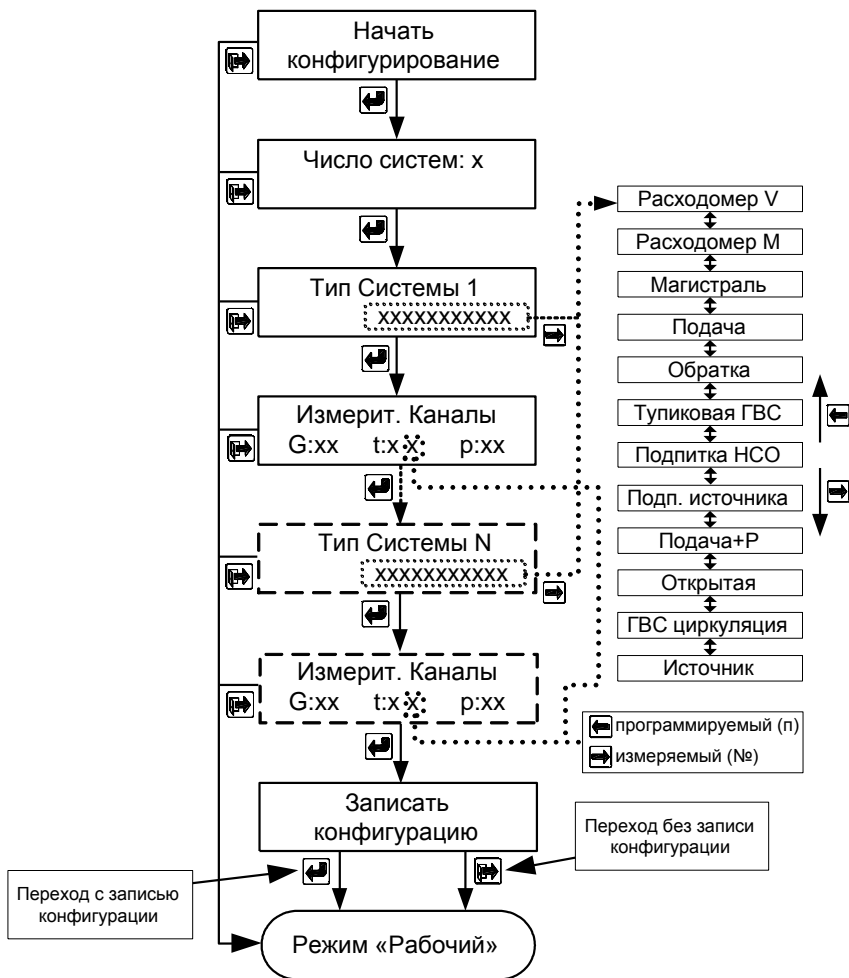 Начать
конфигурирование
Число систем: x
Тип Системы 1
xxxxxxxxxxx
Измерит. Каналы
G:xx t:x x p:xx
Тип Системы N
xxxxxxxxxxx
Измерит. Каналы
G:xx t:x x p:xx
Записать
конфигурацию
Переход с записью
конфигурации
Переход без записи
конфигурации
Режим «Рабочий»
Расходомер V
Расходомер M
Магистраль
Подача
Обратка
Тупиковая ГВС
Подпитка НСО
Подп. источника
Подача+Р
Открытая
ГВС циркуляция
Источник
программируемый (п)
измеряемый (№)